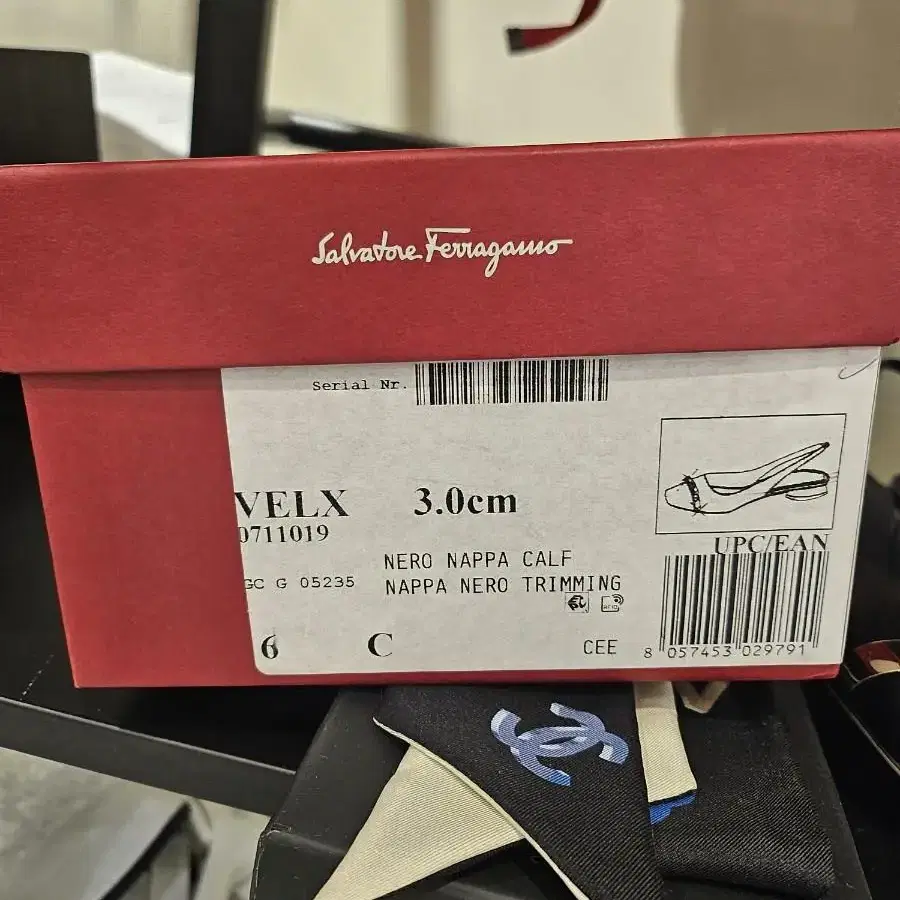 Salvatore Ferragamo
Serial Nr.
VELX 3.0cm
0711019
UPC/EAN
NERO NAPPA CALF
GC G 05235 NAPPA NERO TRIMMING
RFID
6 C CEE 8 057453 029791